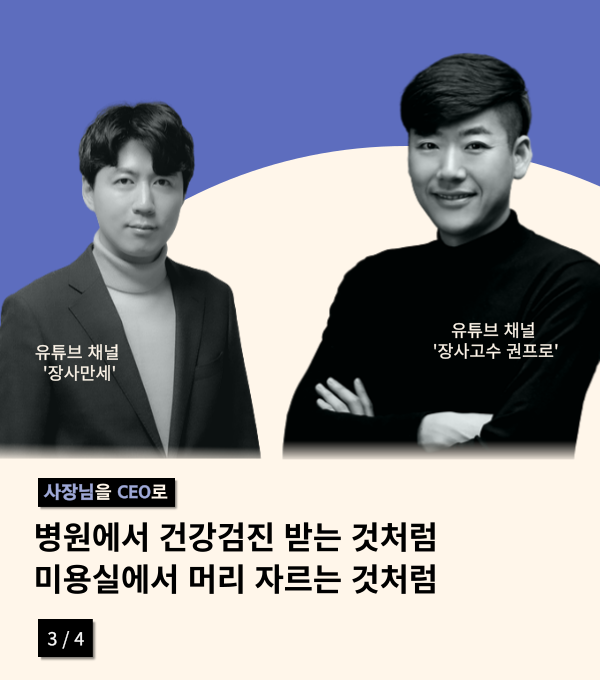 유튜브 채널
'장사만세'
유튜브 채널
'장사고수 권프로'
사장님을 CEO로
병원에서 건강검진 받는 것처럼
미용실에서 머리 자르는 것처럼
3 / 4